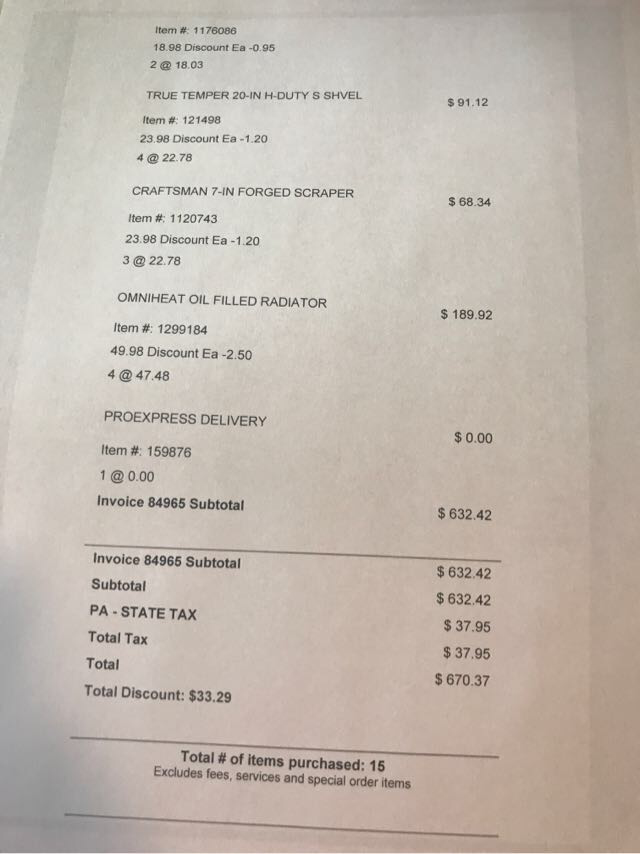 Item #: 1176086
18.98 Discount Ea -0.95
2 @ 18.03
TRUE TEMPER 20-IN H-DUTY S SHVEL
$ 91.12
Item #: 121498
23.98 Discount Ea -1.20
4 @ 22.78
CRAFTSMAN 7-IN FORGED SCRAPER
$ 68.34
Item #: 1120743
23.98 Discount Ea -1.20
3 @ 22.78
OMNIHEAT OIL FILLED RADIATOR
$ 189.92
Item #: 1299184
49.98 Discount Ea -2.50
4 @ 47.48
PROEXPRESS DELIVERY
$ 0.00
Item #: 159876
1 @ 0.00
Invoice 84965 Subtotal $ 632.42
Invoice 84965 Subtotal $ 632.42
Subtotal $ 632.42
PA - STATE TAX $ 37.95
Total Tax $ 37.95
Total $ 670.37
Total Discount: $33.29
Total # of items purchased: 15
Excludes fees, services and special order items